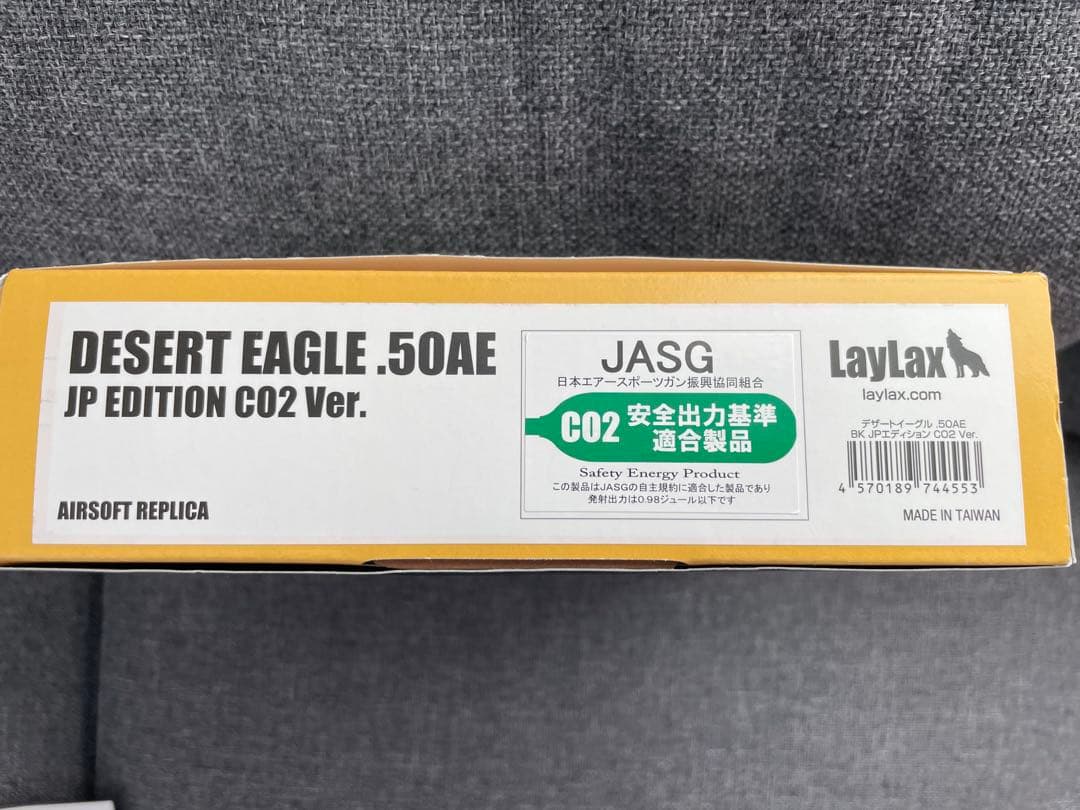 DESERT EAGLE .50AE
JP EDITION CO2 Ver.
AIRSOFT REPLICA
JASG
日本エアースポーツガン振興協同組合
CO2 安全出力基準
適合製品
Safety Energy Product
この製品はJASGの自主規約に適合した製品であり
発射出力は0.98ジュール以下です
LayLax
laylax.com
デザートイーグル .50AE
BK JPエディション CO2 Ver.
4 570189 744553
MADE IN TAIWAN